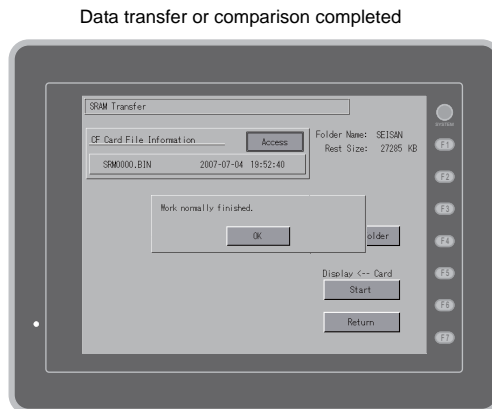 Data transfer or comparison completed
SYSTEM
SRAM Transfer
CF Card File Information
Access
Folder Name: SEISAN
Rest Size: 27285 KB
SRM0000.BIN 2007-07-04 19:52:40
Work normally finished.
OK
older
Display <-- Card
Start
Return
F1
F2
F3
F4
F5
F6
F7